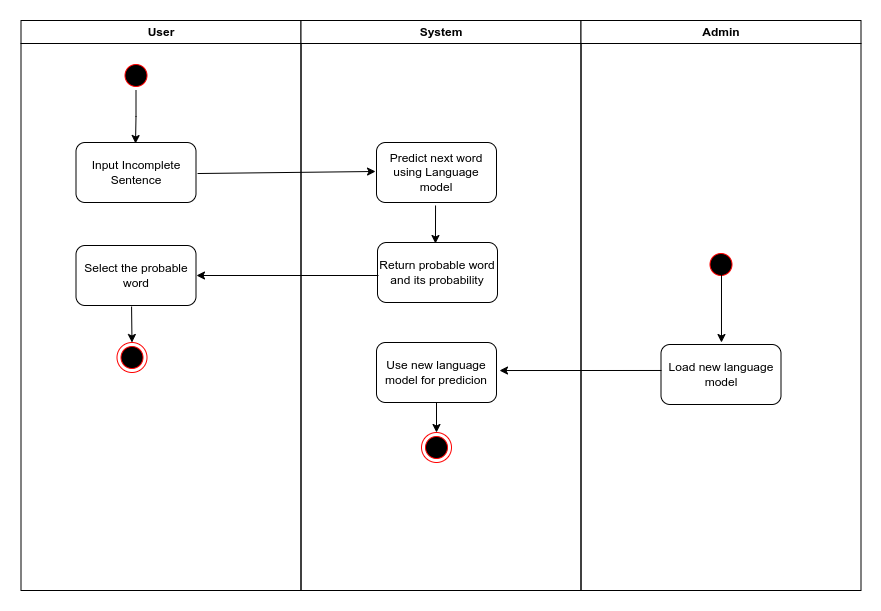 User
System
Admin
Input Incomplete
Sentence
Predict next word
using Language
model
Select the probable
word
Return probable word
and its probability
Use new language
model for predicion
Load new language
model